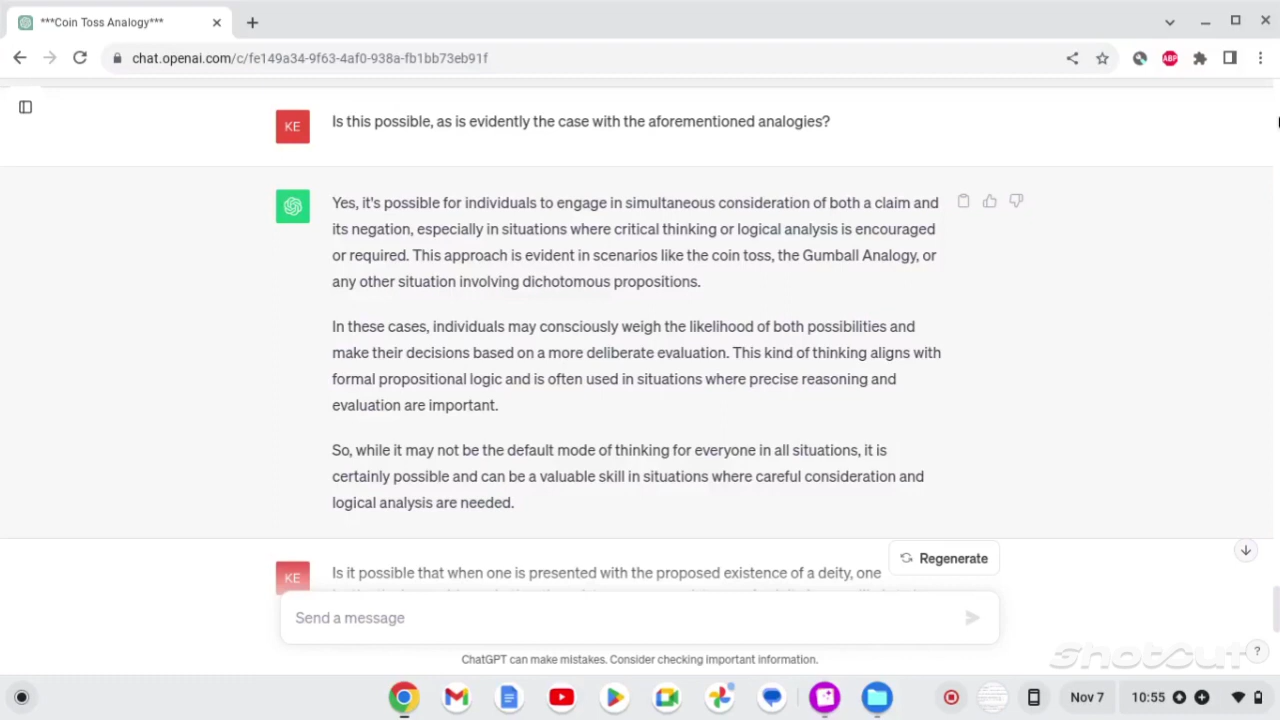 ***Coin Toss Analogy***
chat.openai.com/c/fe149a34-9f63-4af0-938a-fb1bb73eb91f
ABP
KE
Is this possible, as is evidently the case with the aforementioned analogies?
Yes, it's possible for individuals to engage in simultaneous consideration of both a claim and
its negation, especially in situations where critical thinking or logical analysis is encouraged
or required. This approach is evident in scenarios like the coin toss, the Gumball Analogy, or
any other situation involving dichotomous propositions.
In these cases, individuals may consciously weigh the likelihood of both possibilities and
make their decisions based on a more deliberate evaluation. This kind of thinking aligns with
formal propositional logic and is often used in situations where precise reasoning and
evaluation are important.
So, while it may not be the default mode of thinking for everyone in all situations, it is
certainly possible and can be a valuable skill in situations where careful consideration and
logical analysis are needed.
Regenerate
KE
Is it possible that when one is presented with the proposed existence of a deity, one
Send a message
ChatGPT can make mistakes. Consider checking important information.
Shotcut
?
Nov 7
10:55